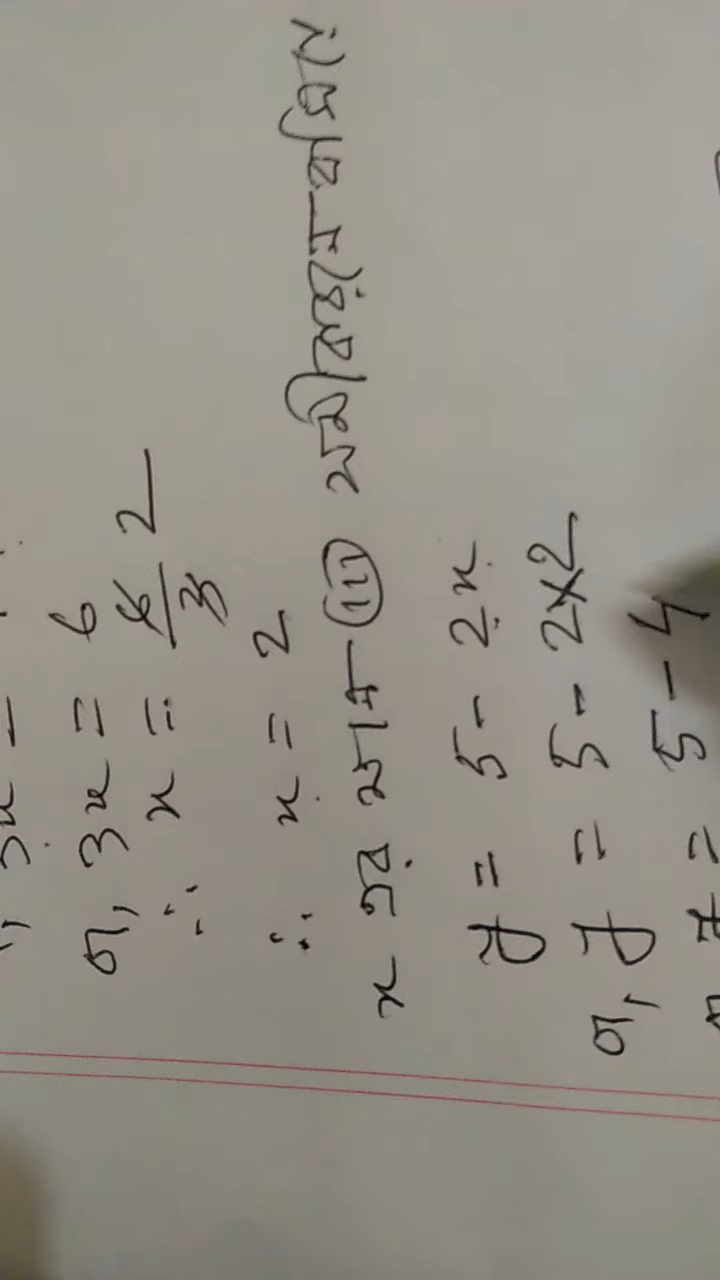 বা, 3x = 6
∴ x = 6/3 2
∴ x = 2
x এর মান (iii) সমীকরণে বসিয়ে
y = 5 - 2x
বা, y = 5 - 2×2
y = 5 - 4